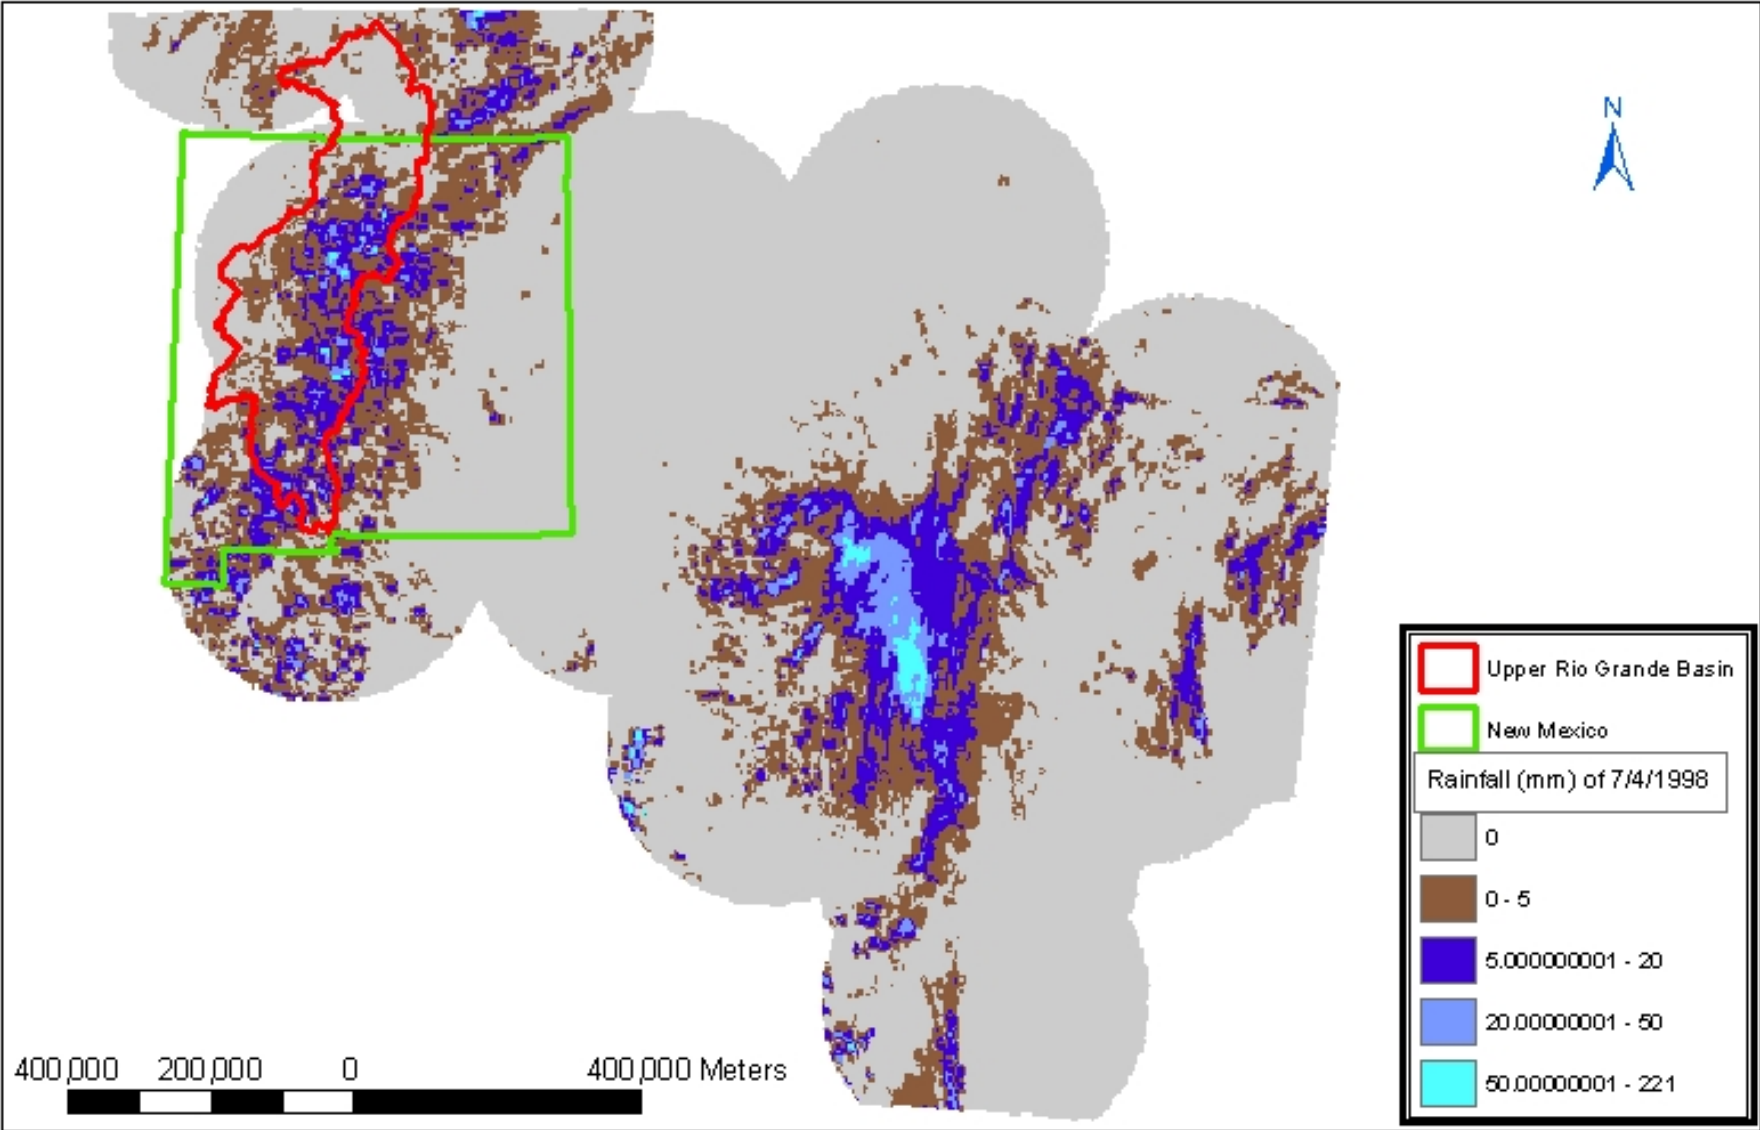 N
Upper Rio Grande Basin
New Mexico
Rainfall (mm) of 7/4/1998
0
0 - 5
5.000000001 - 20
20.00000001 - 50
50.00000001 - 221
400,000 200,000 0 400,000 Meters